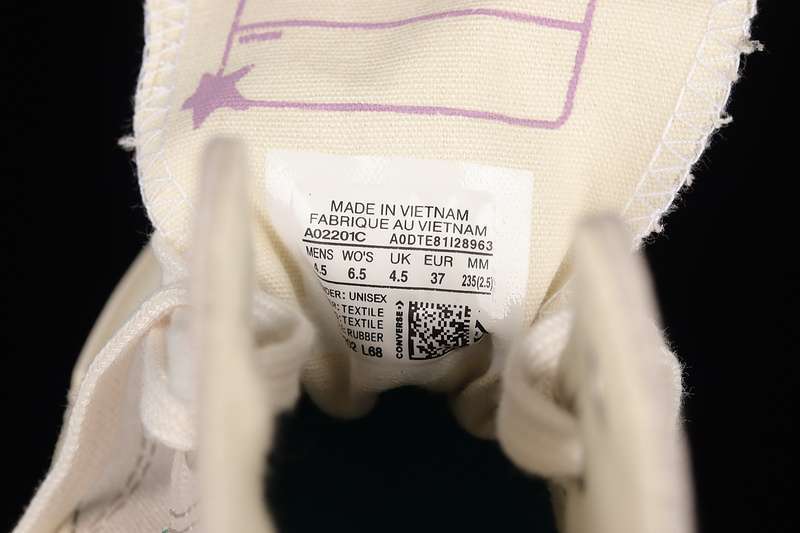 MADE IN VIETNAM
FABRIQUE AU VIETNAM
A02201C A0DTE81I28963
MENS WO'S UK EUR MM
4.5 6.5 4.5 37 235(2.5)
: UNISEX
: TEXTILE
: TEXTILE
RUBBER
L68
CONVERSE